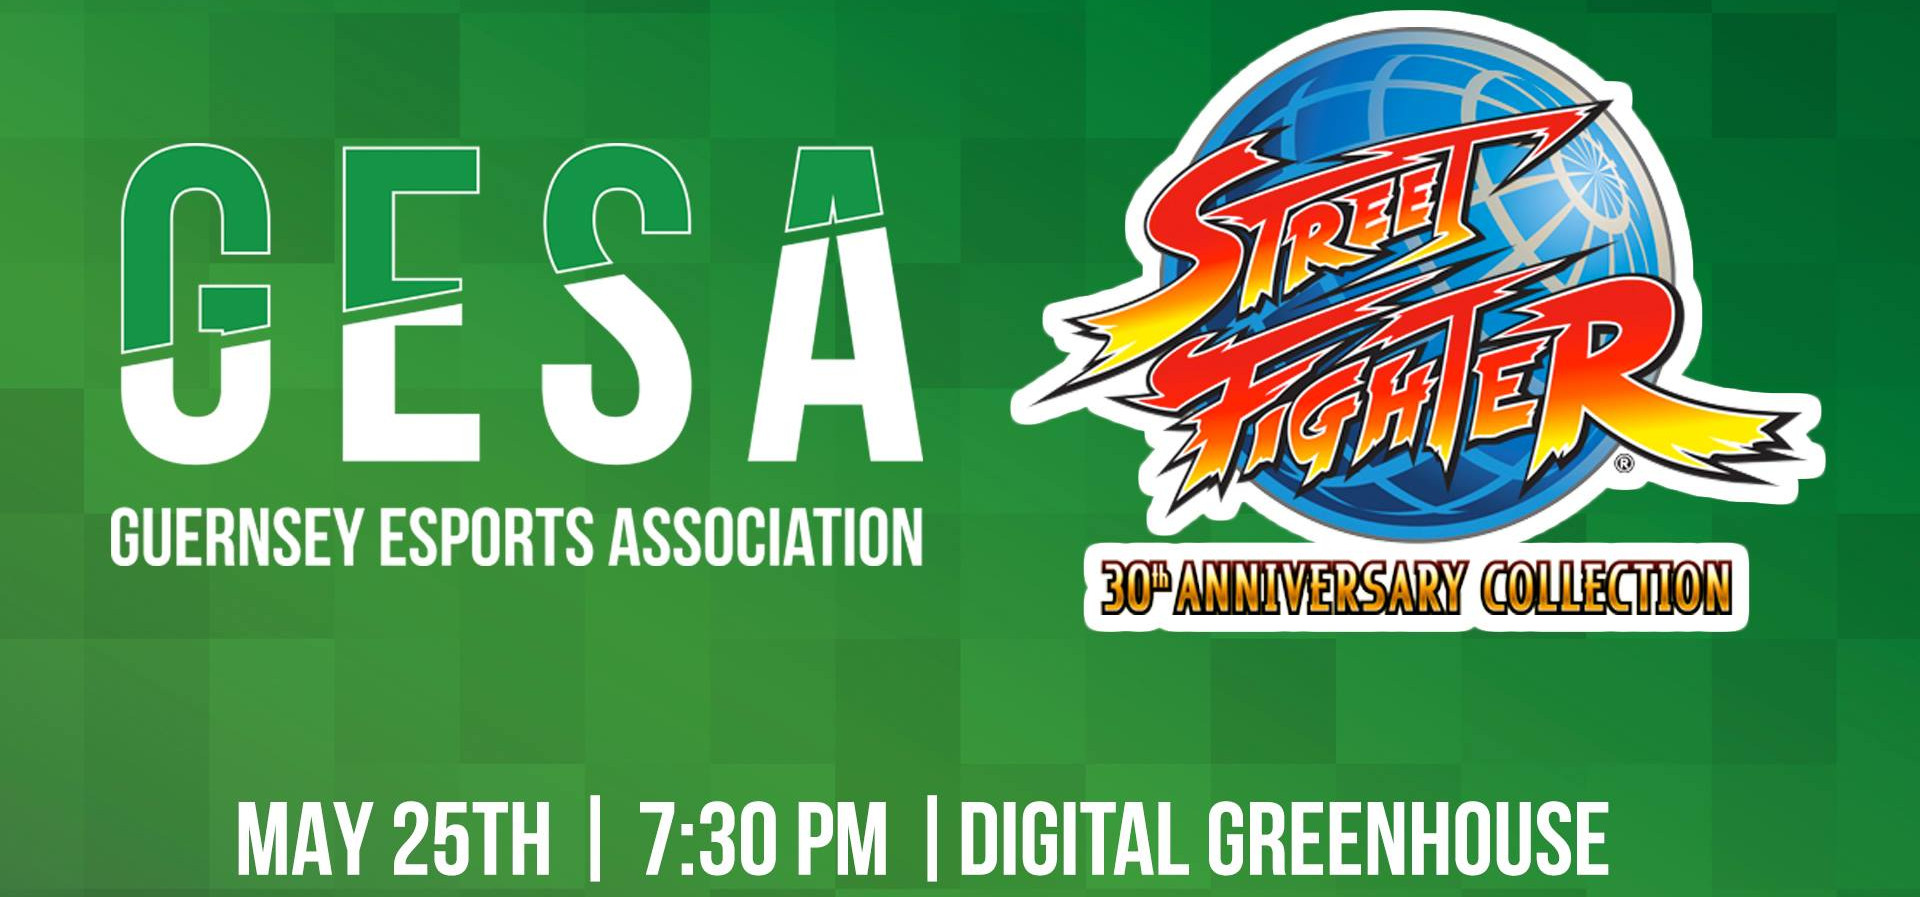 GESA
GUERNSEY ESPORTS ASSOCIATION
STREET
FIGHTER®
30th ANNIVERSARY COLLECTION
MAY 25TH | 7:30 PM | DIGITAL GREENHOUSE